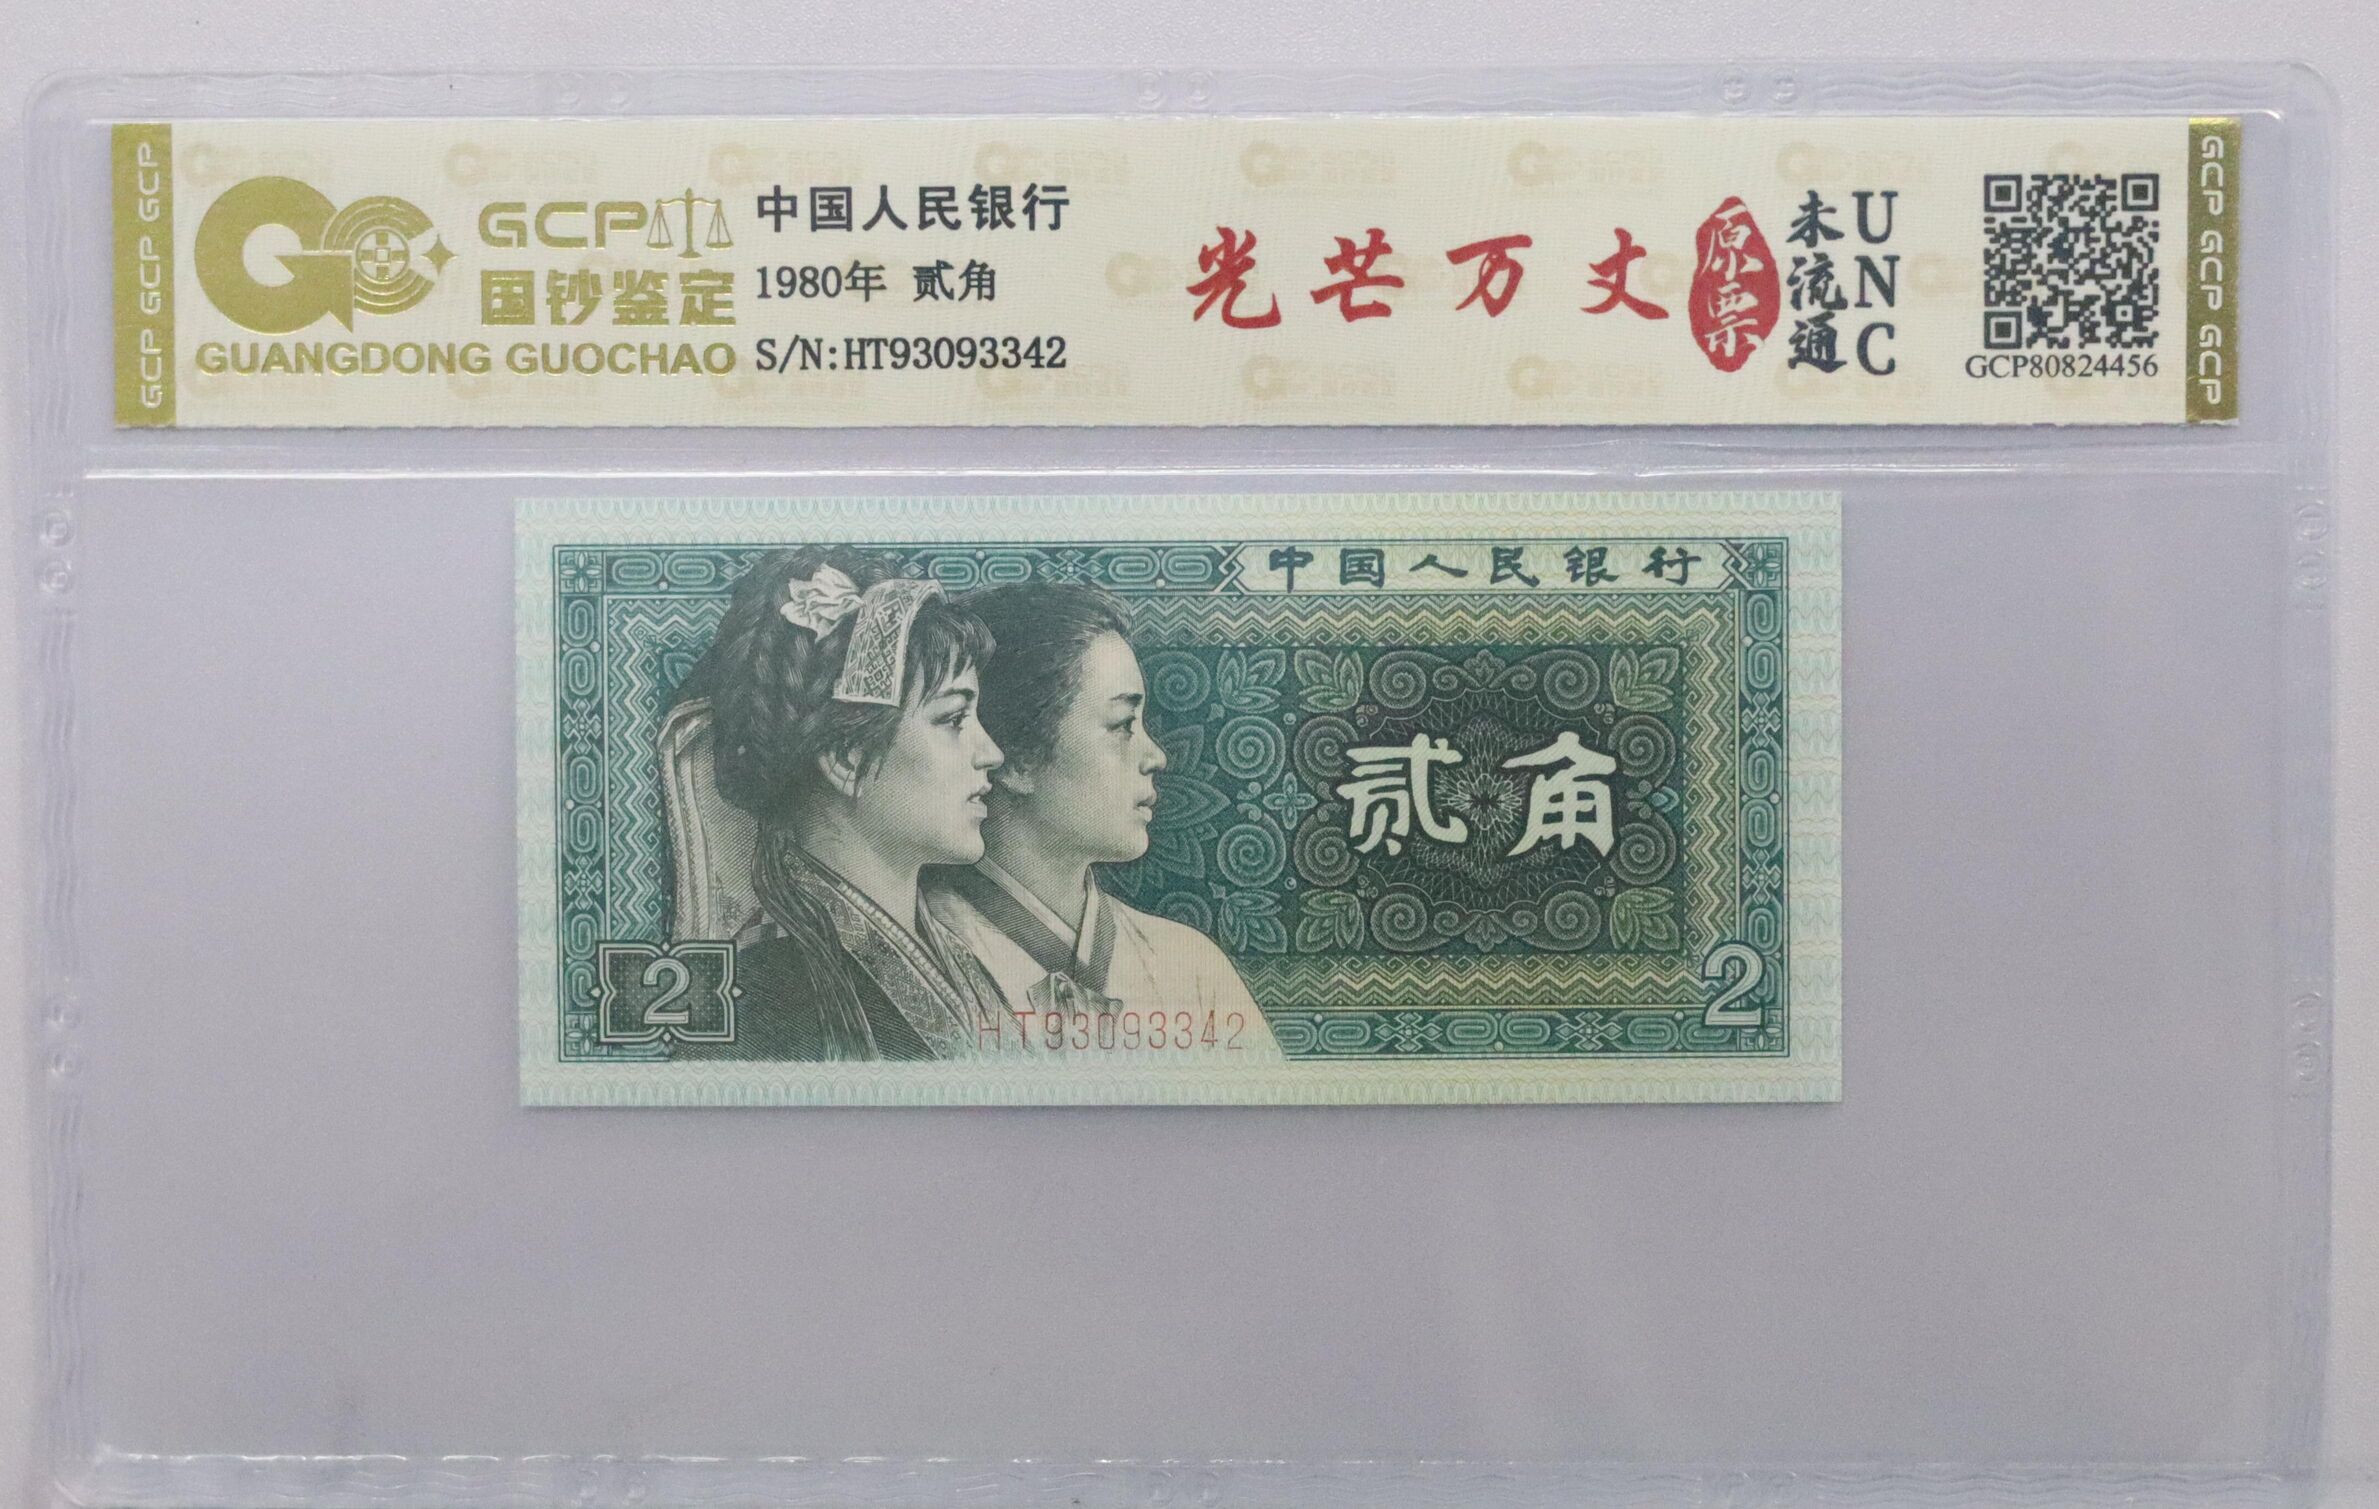 GCP GCP GCP GCP
GCP
国钞鉴定
GUANGDONG GUOCHAO
中国人民银行
1980年 贰角
S/N:HT93093342
光芒万丈
原票
未流通
UNC
GCP80824456
GCP GCP GCP GCP
中国人民银行
贰角
2
2
HT93093342